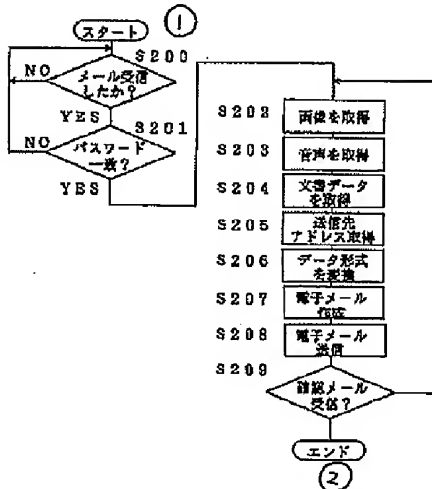 スタート
①
S200
NO
メール受信
したか?
YES
S201
NO
パスワード
一致?
YES
S202
画像を取得
S203
音声を取得
S204
文書データ
を取得
S205
送信先
アドレス取得
S206
データ形式
を変換
S207
電子メール
作成
S208
電子メール
送信
S209
確認メール
受信?
エンド
②